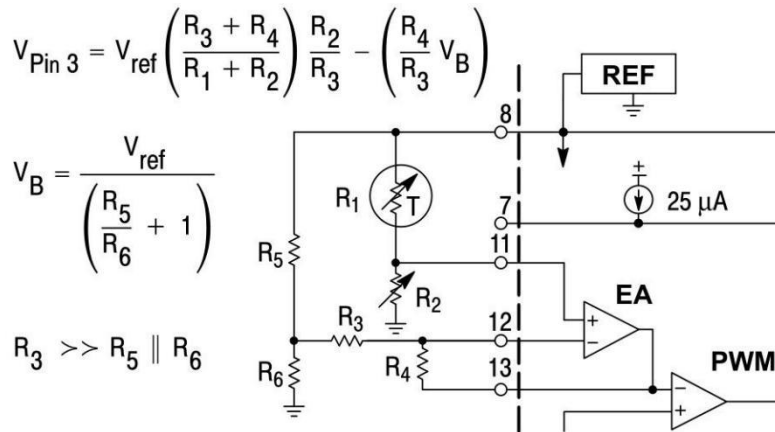 V_Pin 3 = V_ref ( (R_3 + R_4) / (R_1 + R_2) ) R_2 / R_3 − ( R_4 / R_3 V_B )
V_B = V_ref / ( R_5 / R_6 + 1 )
R_3 >> R_5 || R_6
REF
8
R_1
T
25 μA
7
11
R_5
R_2
EA
+
−
R_3
12
R_6
R_4
13
PWM
−
+